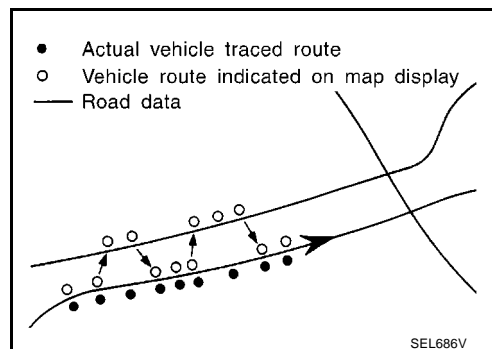 Actual vehicle traced route
Vehicle route indicated on map display
Road data
SEL686V